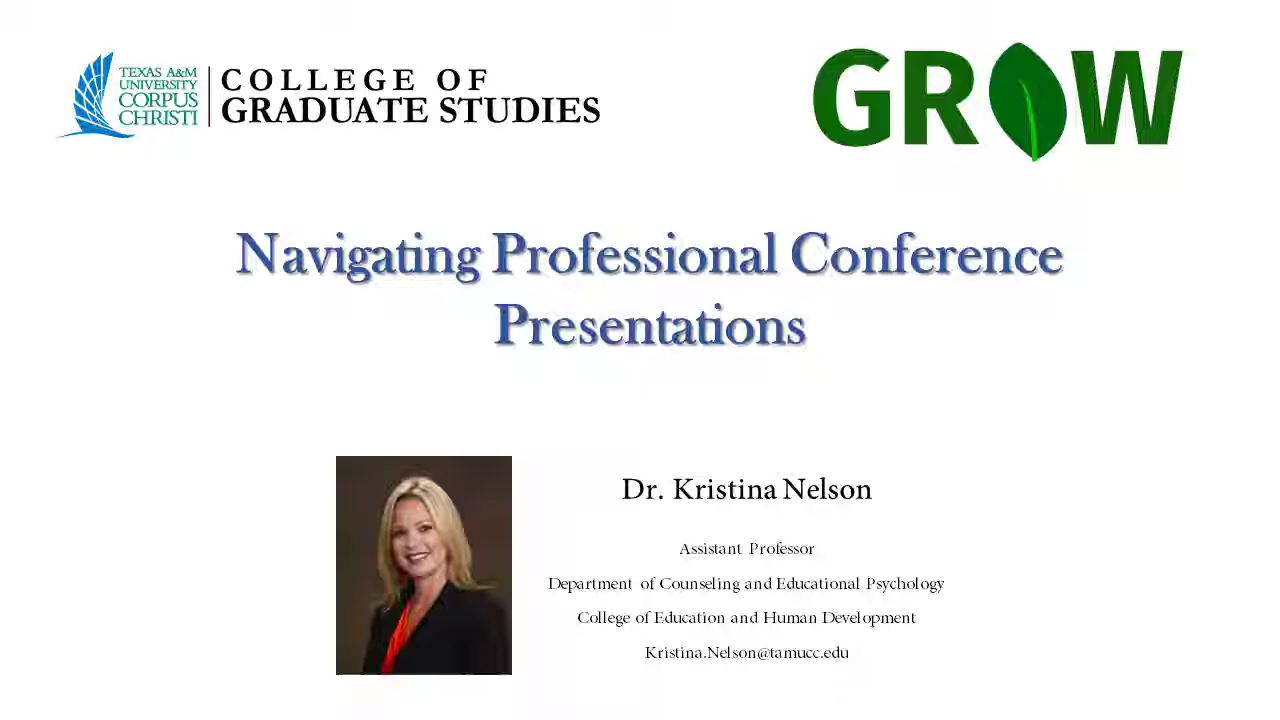 TEXAS A&M
UNIVERSITY
CORPUS
CHRISTI
COLLEGE OF
GRADUATE STUDIES
GROW
Navigating Professional Conference
Presentations
Dr. Kristina Nelson
Assistant Professor
Department of Counseling and Educational Psychology
College of Education and Human Development
Kristina.Nelson@tamucc.edu